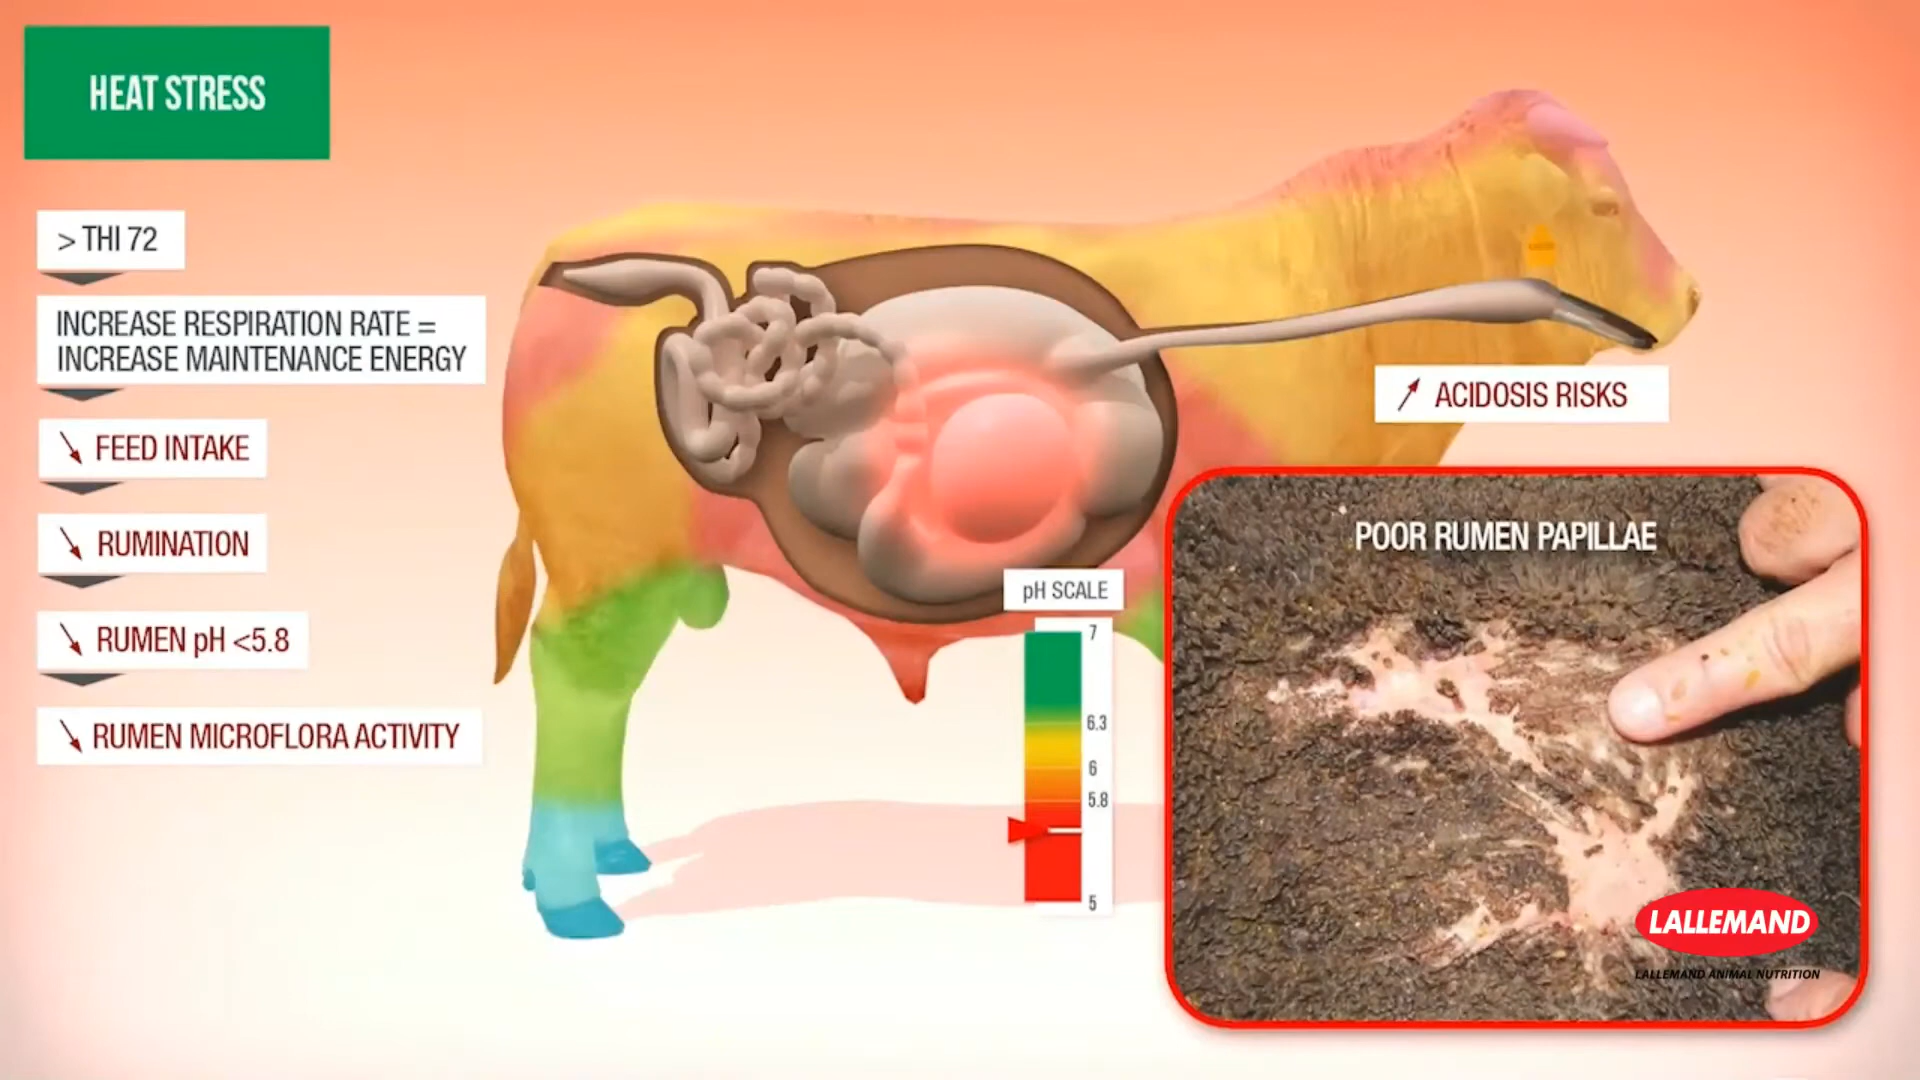 HEAT STRESS
> THI 72
INCREASE RESPIRATION RATE =
INCREASE MAINTENANCE ENERGY
FEED INTAKE
RUMINATION
RUMEN pH <5.8
RUMEN MICROFLORA ACTIVITY
ACIDOSIS RISKS
POOR RUMEN PAPILLAE
pH SCALE
7
6.3
6
5.8
5
LALLEMAND
LALLEMAND ANIMAL NUTRITION